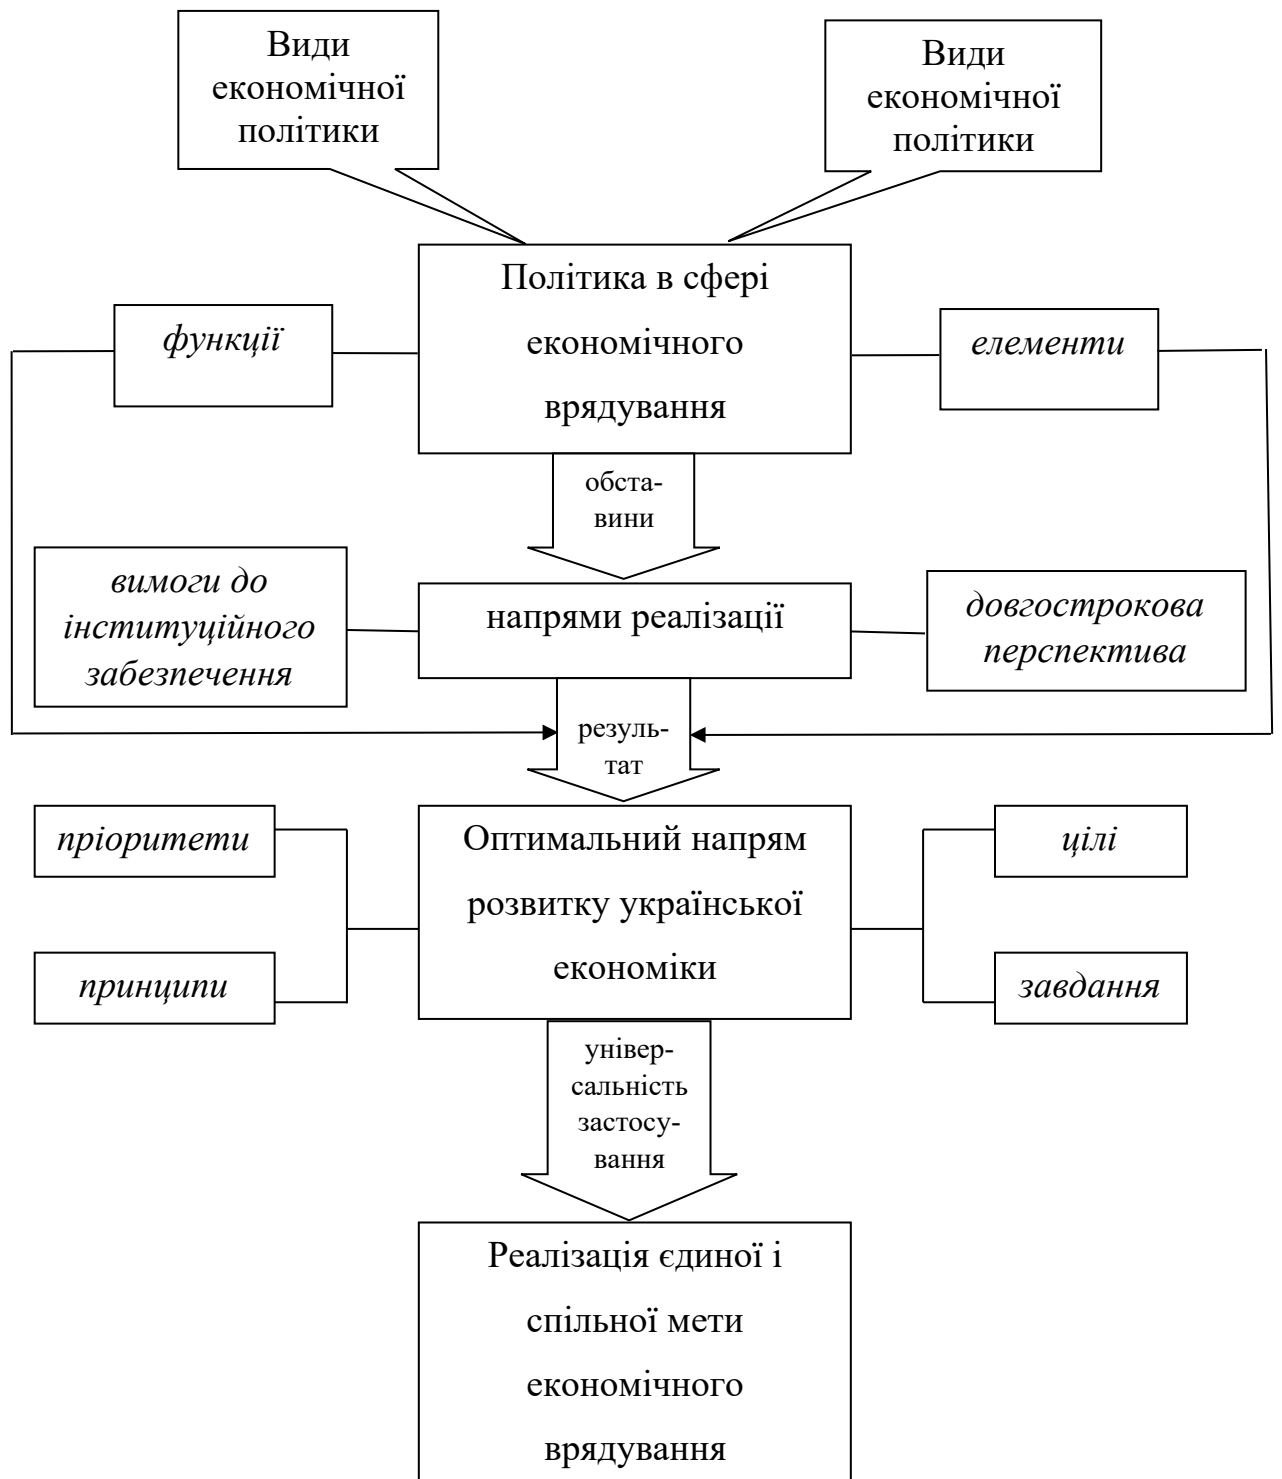 Види
економічної
політики
Види
економічної
політики
Політика в сфері
економічного
врядування
функції
елементи
обста-
вини
вимоги до
інституційного
забезпечення
напрями реалізації
довгострокова
перспектива
резуль-
тат
пріоритети
принципи
Оптимальний напрям
розвитку української
економіки
цілі
завдання
універ-
сальність
застосу-
вання
Реалізація єдиної і
спільної мети
економічного
врядування